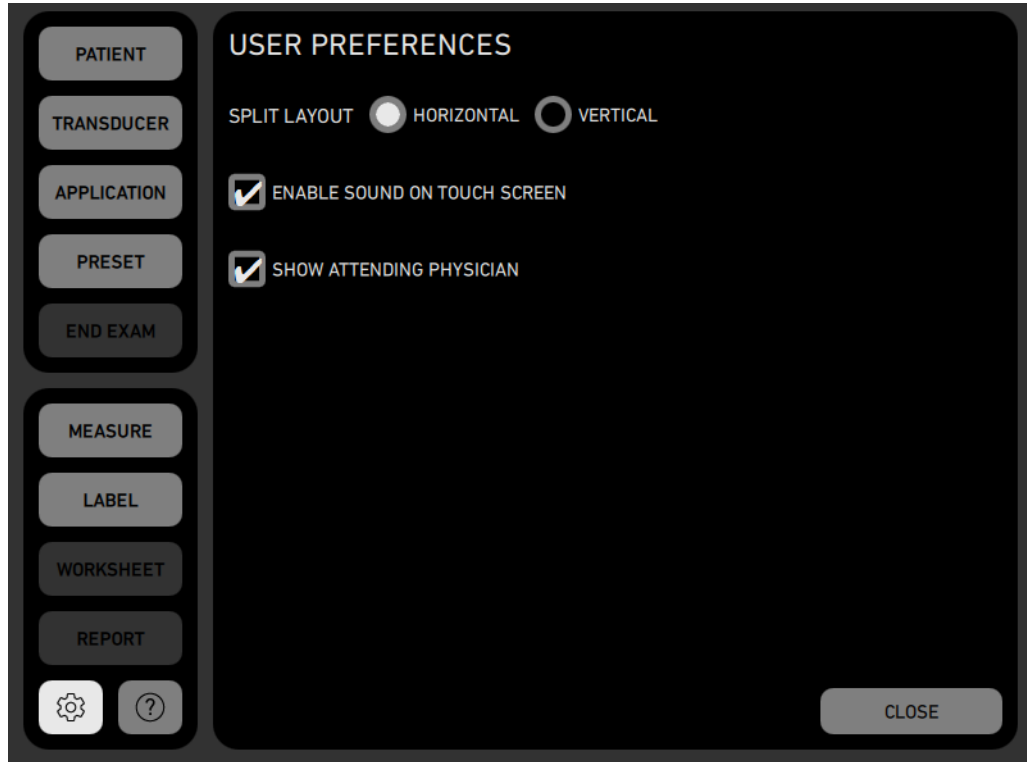 PATIENT
TRANSDUCER
APPLICATION
PRESET
END EXAM
MEASURE
LABEL
WORKSHEET
REPORT
?
USER PREFERENCES
SPLIT LAYOUT HORIZONTAL VERTICAL
ENABLE SOUND ON TOUCH SCREEN
SHOW ATTENDING PHYSICIAN
CLOSE